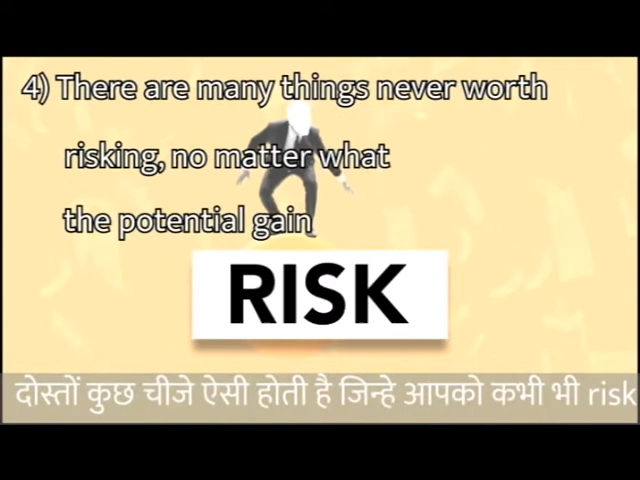 4) There are many things never worth
risking, no matter what
the potential gain
RISK
दोस्तों कुछ चीजे ऐसी होती है जिन्हे आपको कभी भी risk